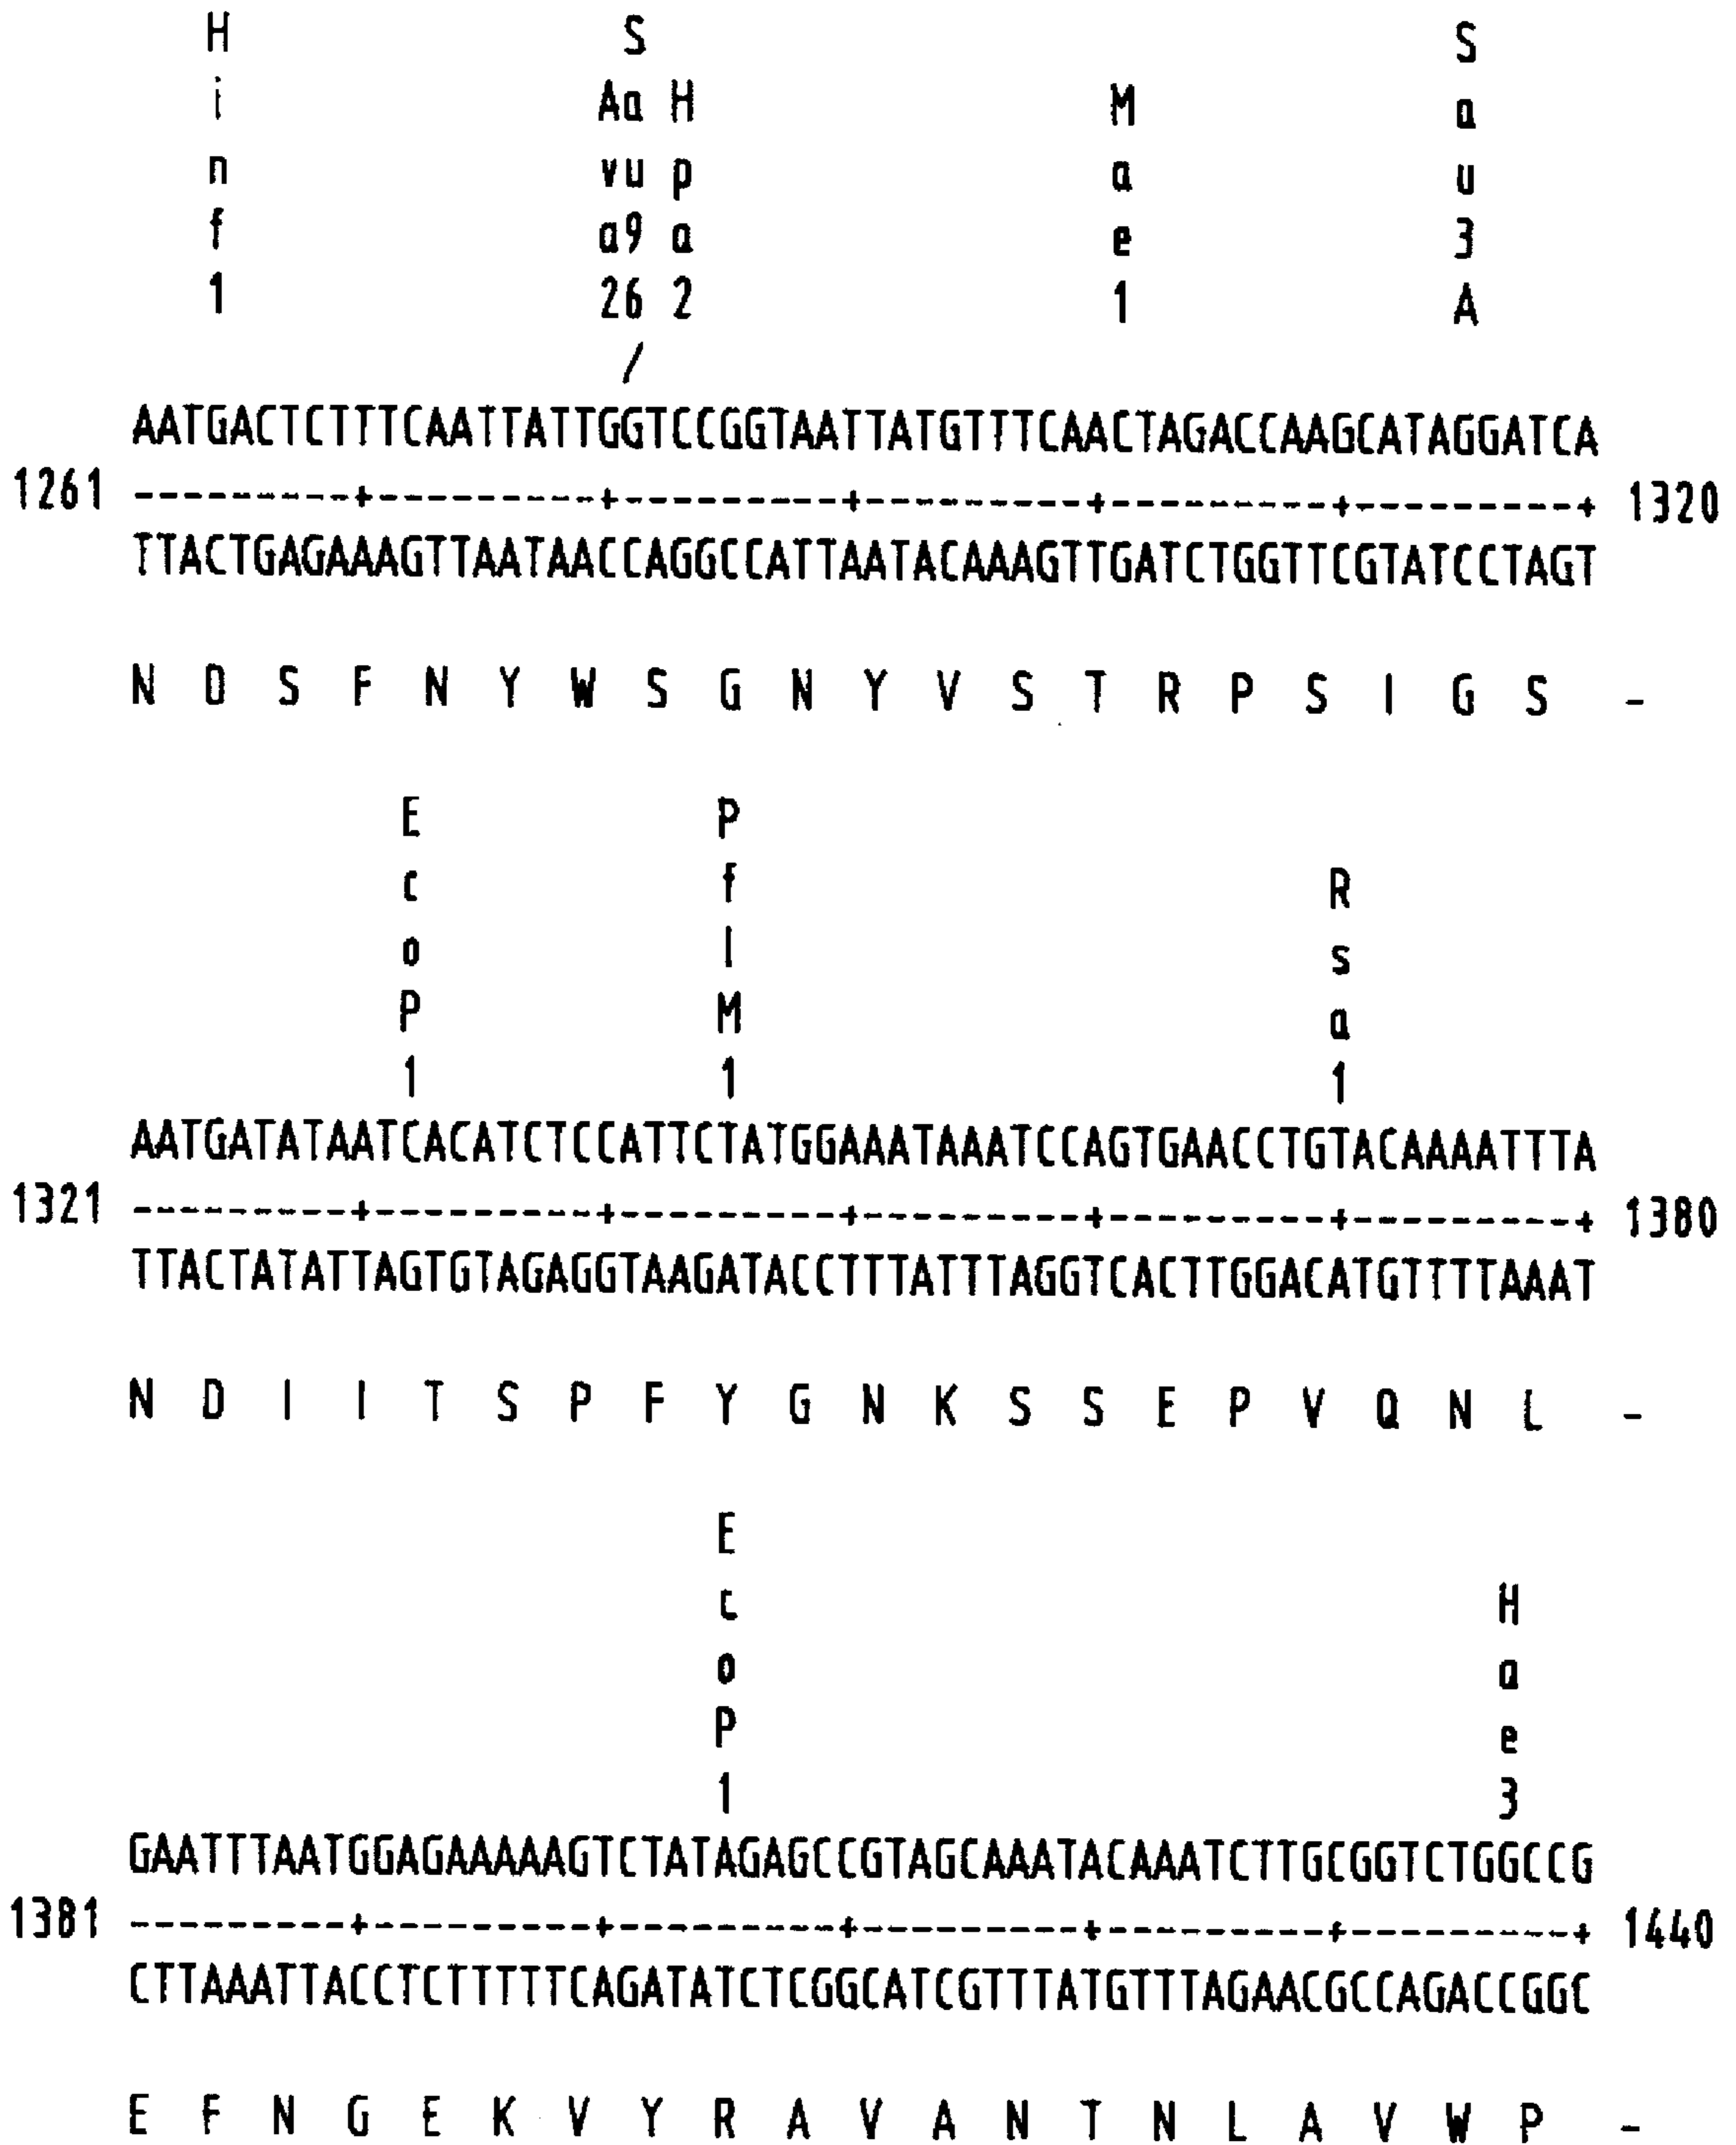 H S S
i Aa H M a
n vu p a u
f a9 a e 3
1 26 2 1 A
/
AATGACTCTTTCAATTATTGGTCCGGTAATTATGTTTCAACTAGACCAAGCATAGGATCA
1261 ---------+---------+---------+---------+---------+---------+ 1320
TTACTGAGAAAGTTAATAACCAGGCCATTAATACAAAGTTGATCTGGTTCGTATCCTAGT
N D S F N Y W S G N Y V S T R P S I G S -
E P
c f R
o l s
P M a
1 1 1
AATGATATAATCACATCTCCATTCTATGGAAATAAATCCAGTGAACCTGTACAAAATTTA
1321 ---------+---------+---------+---------+---------+---------+ 1380
TTACTATATTAGTGTAGAGGTAAGATACCTTTATTTAGGTCACTTGGACATGTTTTAAAT
N D I I T S P F Y G N K S S E P V Q N L -
E
c H
o a
P e
1 3
GAATTTAATGGAGAAAAAGTCTATAGAGCCGTAGCAAATACAAATCTTGCGGTCTGGCCG
1381 ---------+---------+---------+---------+---------+---------+ 1440
CTTAAATTACCTCTTTTTCAGATATCTCGGCATCGTTTATGTTTAGAACGCCAGACCGGC
E F N G E K V Y R A V A N T N L A V W P -